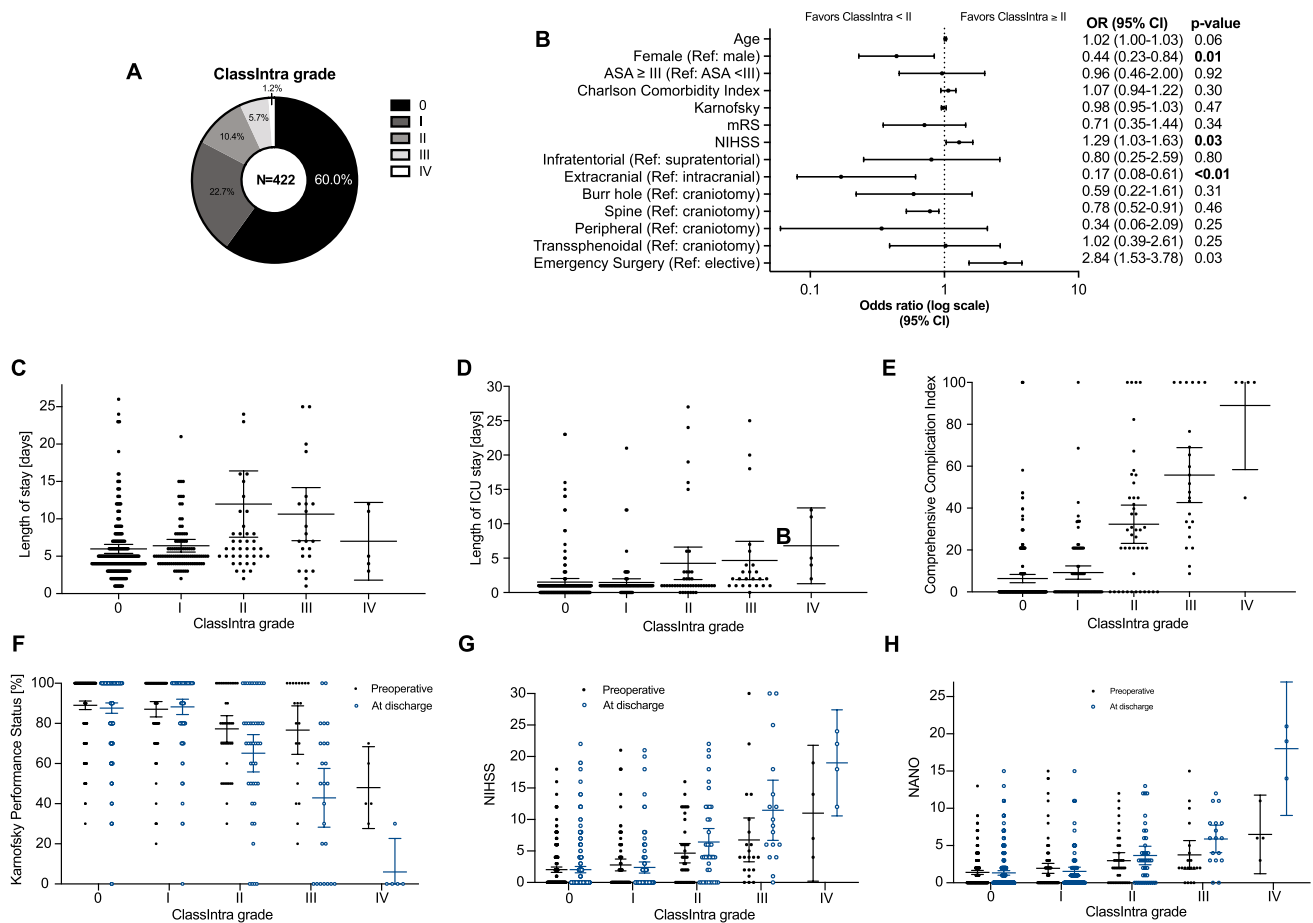 A
ClassIntra grade
1.2%
5.7%
10.4%
22.7%
N=422
60.0%
0
I
II
III
IV
B
Favors ClassIntra < II
Favors ClassIntra ≥ II
OR (95% CI) p-value
Age 1.02 (1.00-1.03) 0.06
Female (Ref: male) 0.44 (0.23-0.84) 0.01
ASA ≥ III (Ref: ASA <III) 0.96 (0.46-2.00) 0.92
Charlson Comorbidity Index 1.07 (0.94-1.22) 0.30
Karnofsky 0.98 (0.95-1.03) 0.47
mRS 0.71 (0.35-1.44) 0.34
NIHSS 1.29 (1.03-1.63) 0.03
Infratentorial (Ref: supratentorial) 0.80 (0.25-2.59) 0.80
Extracranial (Ref: intracranial) 0.17 (0.08-0.61) <0.01
Burr hole (Ref: craniotomy) 0.59 (0.22-1.61) 0.31
Spine (Ref: craniotomy) 0.78 (0.52-0.91) 0.46
Peripheral (Ref: craniotomy) 0.34 (0.06-2.09) 0.25
Transsphenoidal (Ref: craniotomy) 1.02 (0.39-2.61) 0.25
Emergency Surgery (Ref: elective) 2.84 (1.53-3.78) 0.03
0.1 1 10
Odds ratio (log scale)
(95% CI)
C
Length of stay [days]
25
20
15
10
5
0
0 I II III IV
ClassIntra grade
D
Length of ICU stay [days]
30
25
20
15
10
5
0
B
0 I II III IV
ClassIntra grade
E
Comprehensive Complication Index
100
80
60
40
20
0
0 I II III IV
ClassIntra grade
F
Karnofsky Performance Status [%]
100
80
60
40
20
0
Preoperative
At discharge
0 I II III IV
ClassIntra grade
G
NIHSS
30
25
20
15
10
5
0
Preoperative
At discharge
0 I II III IV
ClassIntra grade
H
NANO
25
20
15
10
5
0
Preoperative
At discharge
0 I II III IV
ClassIntra grade